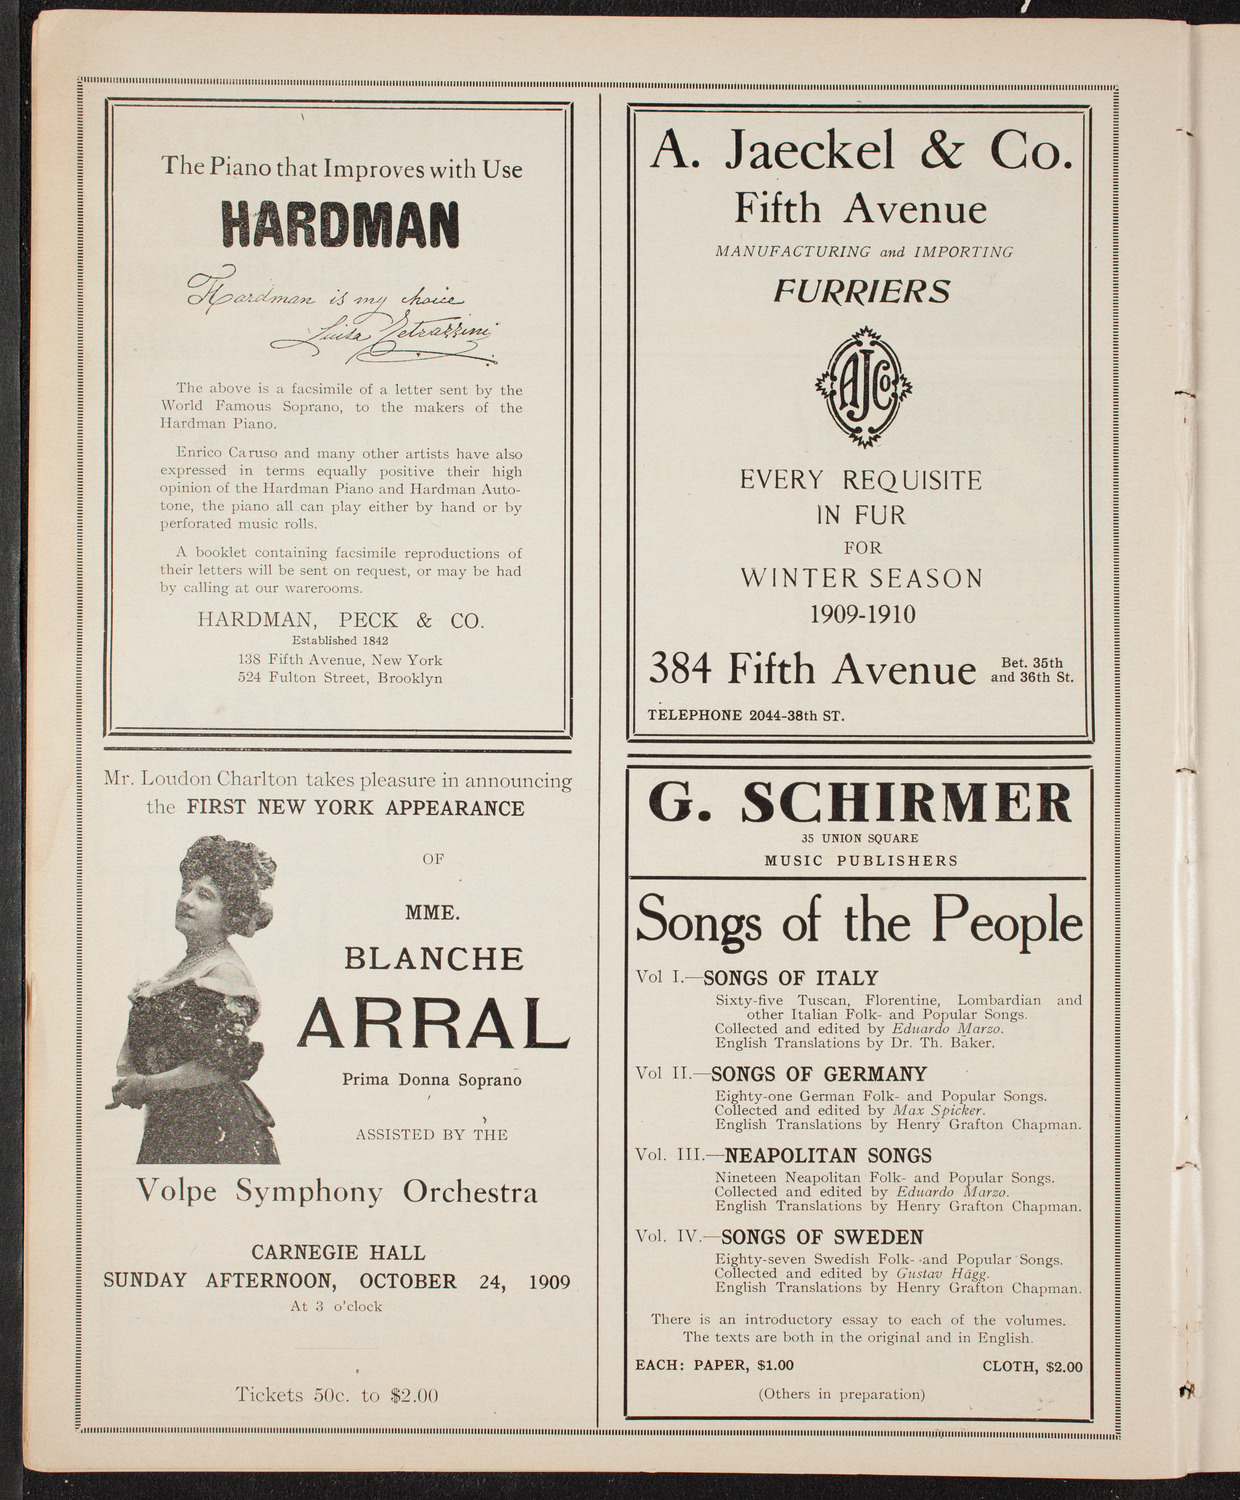 The Piano that Improves with Use
HARDMAN
Hardman is my choice
Luisa Tetrazzini
The above is a facsimile of a letter sent by the
World Famous Soprano, to the makers of the
Hardman Piano.
Enrico Caruso and many other artists have also
expressed in terms equally positive their high
opinion of the Hardman Piano and Hardman Auto-
tone, the piano all can play either by hand or by
perforated music rolls.
A booklet containing facsimile reproductions of
their letters will be sent on request, or may be had
by calling at our warerooms.
HARDMAN, PECK & CO.
Established 1842
138 Fifth Avenue, New York
524 Fulton Street, Brooklyn
Mr. Loudon Charlton takes pleasure in announcing
the FIRST NEW YORK APPEARANCE
OF
MME.
BLANCHE
ARRAL
Prima Donna Soprano
ASSISTED BY THE
Volpe Symphony Orchestra
CARNEGIE HALL
SUNDAY AFTERNOON, OCTOBER 24, 1909
At 3 o'clock
Tickets 50c. to $2.00
A. Jaeckel & Co.
Fifth Avenue
MANUFACTURING and IMPORTING
FURRIERS
AJCo
EVERY REQUISITE
IN FUR
FOR
WINTER SEASON
1909-1910
384 Fifth Avenue Bet. 35th and 36th St.
TELEPHONE 2044-38th ST.
G. SCHIRMER
35 UNION SQUARE
MUSIC PUBLISHERS
Songs of the People
Vol I.—SONGS OF ITALY
Sixty-five Tuscan, Florentine, Lombardian and
other Italian Folk- and Popular Songs.
Collected and edited by Eduardo Marzo.
English Translations by Dr. Th. Baker.
Vol II.—SONGS OF GERMANY
Eighty-one German Folk- and Popular Songs.
Collected and edited by Max Spicker.
English Translations by Henry Grafton Chapman.
Vol. III.—NEAPOLITAN SONGS
Nineteen Neapolitan Folk- and Popular Songs.
Collected and edited by Eduardo Marzo.
English Translations by Henry Grafton Chapman.
Vol. IV.—SONGS OF SWEDEN
Eighty-seven Swedish Folk- and Popular Songs.
Collected and edited by Gustav Hägg.
English Translations by Henry Grafton Chapman.
There is an introductory essay to each of the volumes.
The texts are both in the original and in English.
EACH: PAPER, $1.00 CLOTH, $2.00
(Others in preparation)